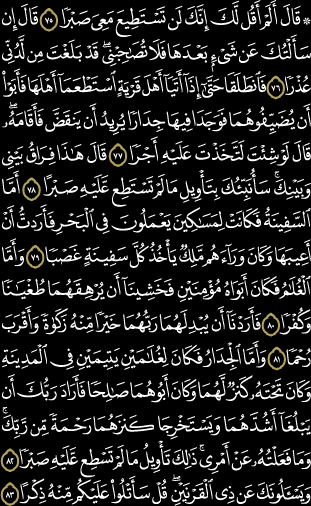 ۞ قَالَ أَلَمْ أَقُل لَّكَ إِنَّكَ لَن تَسْتَطِيعَ مَعِيَ صَبْرًا ٧٥ قَالَ إِن
سَأَلْتُكَ عَن شَيْءٍۭ بَعْدَهَا فَلَا تُصَٰحِبْنِي ۖ قَدْ بَلَغْتَ مِن لَّدُنِّي
عُذْرًا ٧٦ فَٱنطَلَقَا حَتَّىٰٓ إِذَآ أَتَيَآ أَهْلَ قَرْيَةٍ ٱسْتَطْعَمَآ أَهْلَهَا فَأَبَوْا۟
أَن يُضَيِّفُوهُمَا فَوَجَدَا فِيهَا جِدَارًا يُرِيدُ أَن يَنقَضَّ فَأَقَامَهُۥ ۖ
قَالَ لَوْ شِئْتَ لَتَّخَذْتَ عَلَيْهِ أَجْرًا ٧٧ قَالَ هَٰذَا فِرَاقُ بَيْنِي
وَبَيْنِكَ ۚ سَأُنَبِّئُكَ بِتَأْوِيلِ مَا لَمْ تَسْتَطِع عَّلَيْهِ صَبْرًا ٧٨ أَمَّا
ٱلسَّفِينَةُ فَكَانَتْ لِمَسَٰكِينَ يَعْمَلُونَ فِي ٱلْبَحْرِ فَأَرَدتُّ أَنْ
أَعِيبَهَا وَكَانَ وَرَآءَهُم مَّلِكٌ يَأْخُذُ كُلَّ سَفِينَةٍ غَصْبًا ٧٩ وَأَمَّا
ٱلْغُلَٰمُ فَكَانَ أَبَوَاهُ مُؤْمِنَيْنِ فَخَشِينَآ أَن يُرْهِقَهُمَا طُغْيَٰنًا
وَكُفْرًا ٨٠ فَأَرَدْنَآ أَن يُبْدِلَهُمَا رَبُّهُمَا خَيْرًا مِّنْهُ زَكَوٰةً وَأَقْرَبَ
رُحْمًا ٨١ وَأَمَّا ٱلْجِدَارُ فَكَانَ لِغُلَٰمَيْنِ يَتِيمَيْنِ فِي ٱلْمَدِينَةِ
وَكَانَ تَحْتَهُۥ كَنزٌ لَّهُمَا وَكَانَ أَبُوهُمَا صَٰلِحًا فَأَرَادَ رَبُّكَ أَن
يَبْلُغَآ أَشُدَّهُمَا وَيَسْتَخْرِجَا كَنزَهُمَا رَحْمَةً مِّن رَّبِّكَ ۚ
وَمَا فَعَلْتُهُۥ عَنْ أَمْرِي ۚ ذَٰلِكَ تَأْوِيلُ مَا لَمْ تَسْطِع عَّلَيْهِ صَبْرًا ٨٢
وَيَسْـَٔلُونَكَ عَن ذِي ٱلْقَرْنَيْنِ ۖ قُلْ سَأَتْلُوا۟ عَلَيْكُم مِّنْهُ ذِكْرًا ٨٣